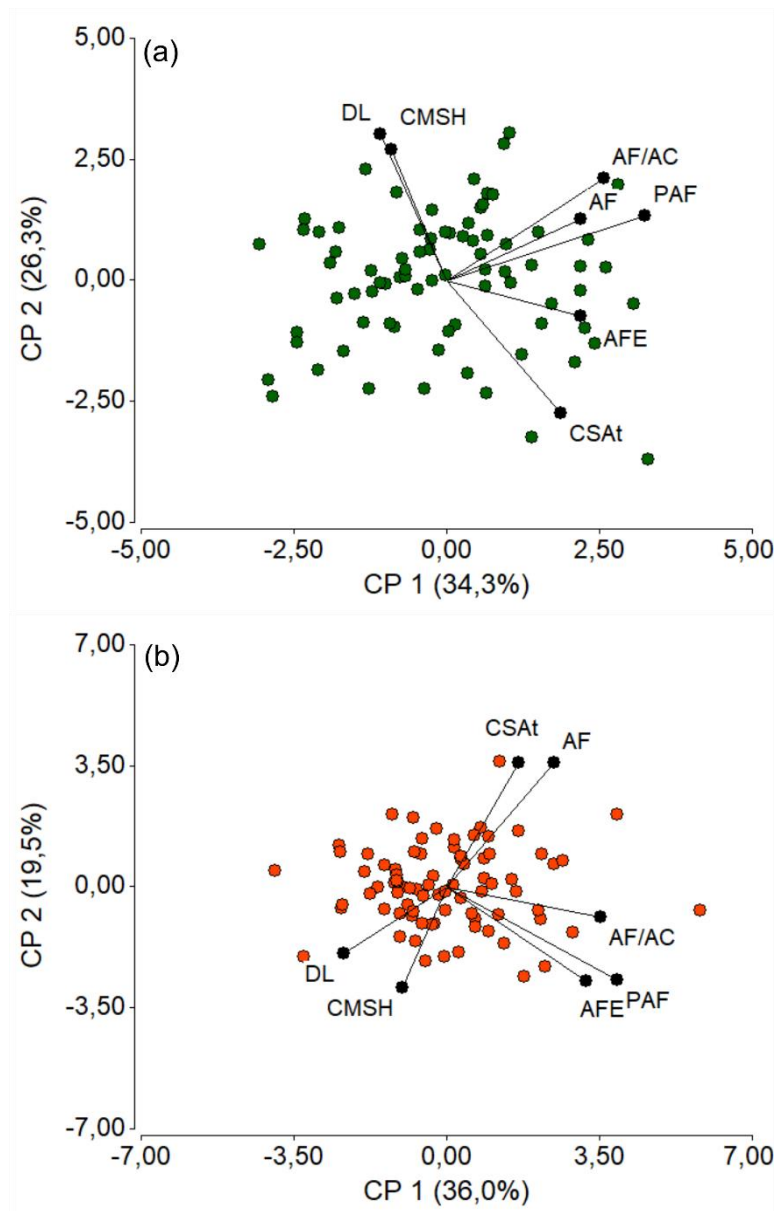 (a)
5,00
2,50
0,00
-2,50
-5,00
CP 2 (26,3%)
DL
CMSH
AF/AC
AF
PAF
AFE
CSAt
-5,00 -2,50 0,00 2,50 5,00
CP 1 (34,3%)
(b)
7,00
3,50
0,00
-3,50
-7,00
CP 2 (19,5%)
CSAt AF
AF/AC
DL
CMSH
AFE PAF
-7,00 -3,50 0,00 3,50 7,00
CP 1 (36,0%)